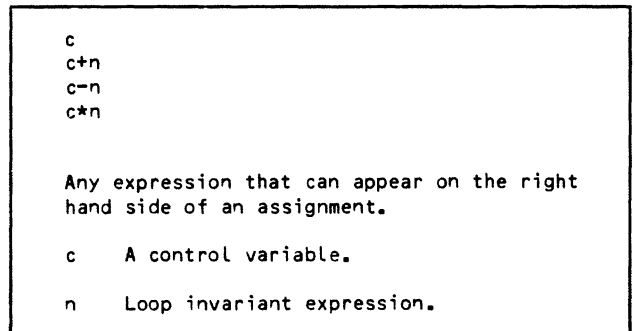 c
c+n
c-n
c*n
Any expression that can appear on the right
hand side of an assignment.
c A control variable.
n Loop invariant expression.